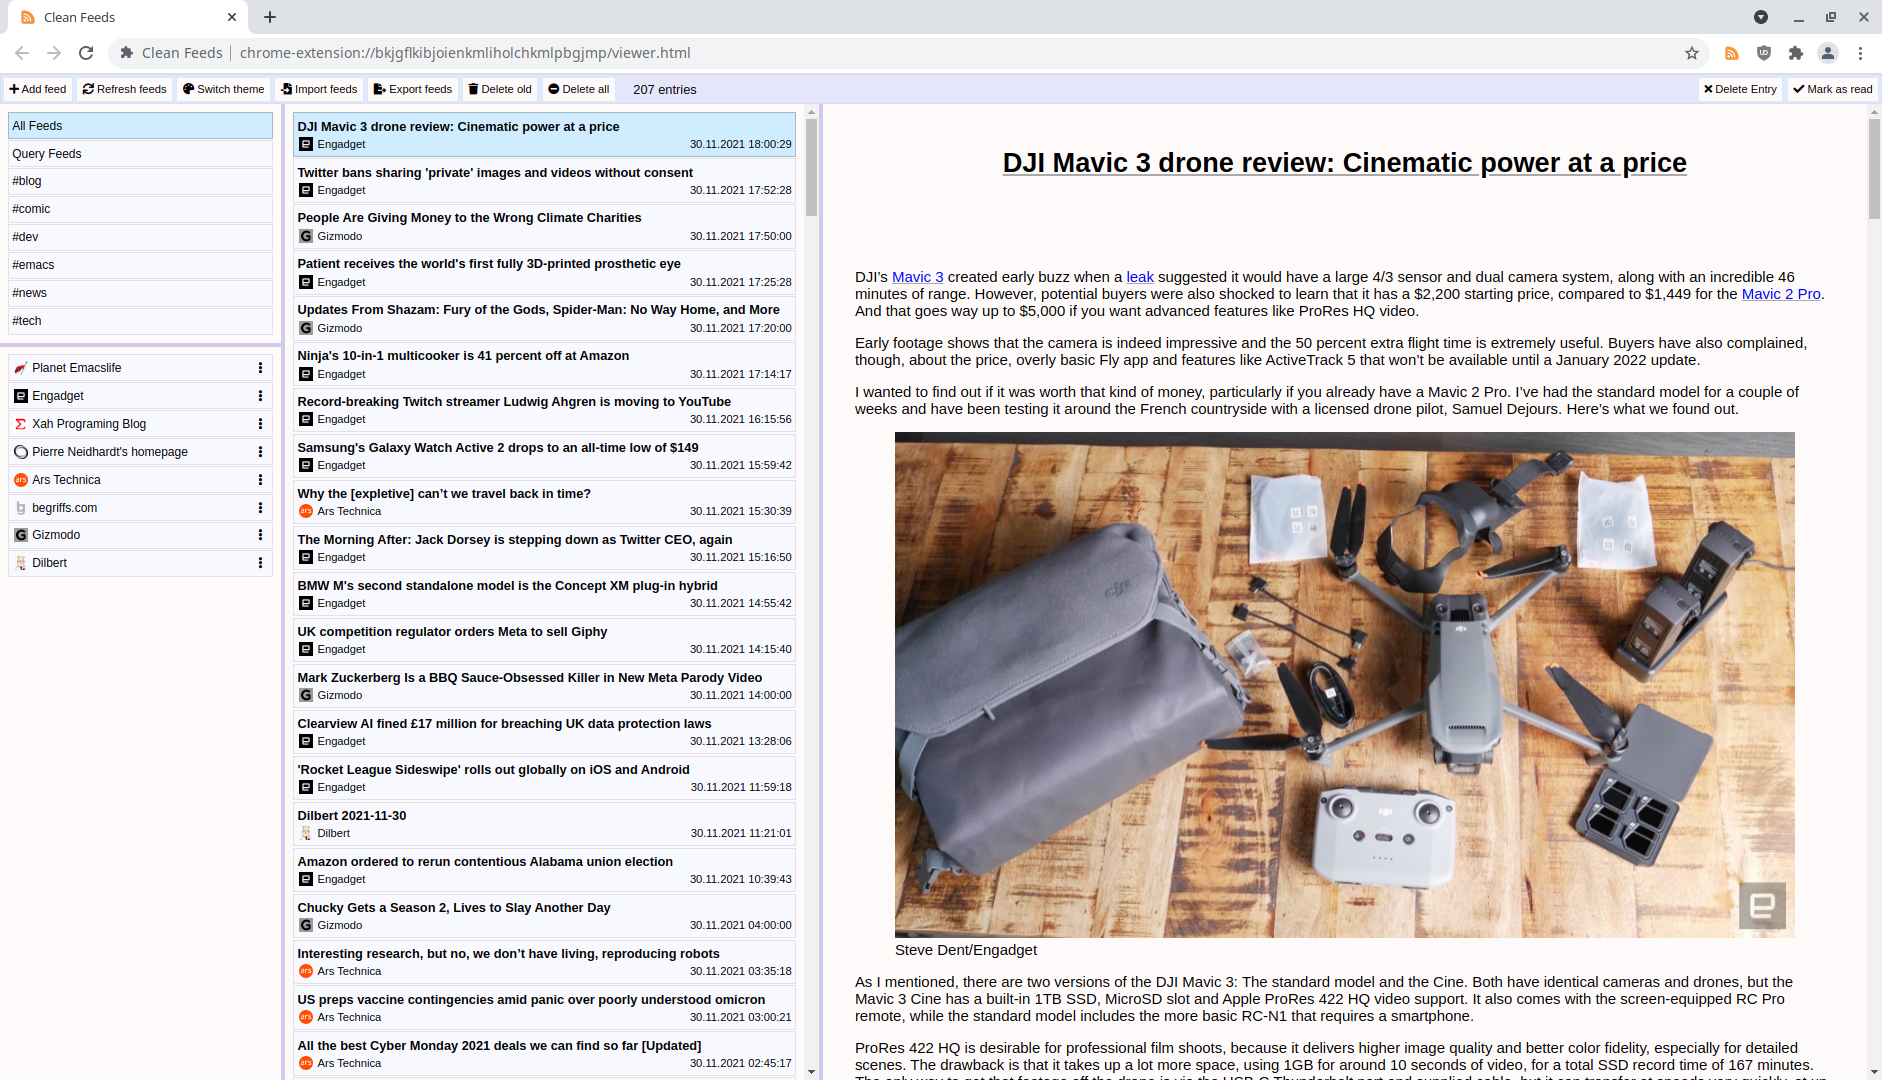 Clean Feeds
Clean Feeds chrome-extension://bkjgflkibjoienkmliholchkmlpbgjmp/viewer.html
Add feed Refresh feeds Switch theme Import feeds Export feeds Delete old Delete all 207 entries Delete Entry Mark as read
All Feeds
Query Feeds
#blog
#comic
#dev
#emacs
#news
#tech
Planet Emacslife
Engadget
Xah Programing Blog
Pierre Neidhardt's homepage
Ars Technica
begriffs.com
Gizmodo
Dilbert
DJI Mavic 3 drone review: Cinematic power at a price
Engadget 30.11.2021 18:00:29
Twitter bans sharing 'private' images and videos without consent
Engadget 30.11.2021 17:52:28
People Are Giving Money to the Wrong Climate Charities
Gizmodo 30.11.2021 17:50:00
Patient receives the world's first fully 3D-printed prosthetic eye
Engadget 30.11.2021 17:25:28
Updates From Shazam: Fury of the Gods, Spider-Man: No Way Home, and More
Gizmodo 30.11.2021 17:20:00
Ninja's 10-in-1 multicooker is 41 percent off at Amazon
Engadget 30.11.2021 17:14:17
Record-breaking Twitch streamer Ludwig Ahgren is moving to YouTube
Engadget 30.11.2021 16:15:56
Samsung's Galaxy Watch Active 2 drops to an all-time low of $149
Engadget 30.11.2021 15:59:42
Why the [expletive] can’t we travel back in time?
Ars Technica 30.11.2021 15:30:39
The Morning After: Jack Dorsey is stepping down as Twitter CEO, again
Engadget 30.11.2021 15:16:50
BMW M's second standalone model is the Concept XM plug-in hybrid
Engadget 30.11.2021 14:55:42
UK competition regulator orders Meta to sell Giphy
Engadget 30.11.2021 14:15:40
Mark Zuckerberg Is a BBQ Sauce-Obsessed Killer in New Meta Parody Video
Gizmodo 30.11.2021 14:00:00
Clearview AI fined £17 million for breaching UK data protection laws
Engadget 30.11.2021 13:28:06
'Rocket League Sideswipe' rolls out globally on iOS and Android
Engadget 30.11.2021 11:59:18
Dilbert 2021-11-30
Dilbert 30.11.2021 11:21:01
Amazon ordered to rerun contentious Alabama union election
Engadget 30.11.2021 10:39:43
Chucky Gets a Season 2, Lives to Slay Another Day
Gizmodo 30.11.2021 04:00:00
Interesting research, but no, we don’t have living, reproducing robots
Ars Technica 30.11.2021 03:35:18
US preps vaccine contingencies amid panic over poorly understood omicron
Ars Technica 30.11.2021 03:00:21
All the best Cyber Monday 2021 deals we can find so far [Updated]
Ars Technica 30.11.2021 02:45:17
DJI Mavic 3 drone review: Cinematic power at a price
DJI’s Mavic 3 created early buzz when a leak suggested it would have a large 4/3 sensor and dual camera system, along with an incredible 46
minutes of range. However, potential buyers were also shocked to learn that it has a $2,200 starting price, compared to $1,449 for the Mavic 2 Pro.
And that goes way up to $5,000 if you want advanced features like ProRes HQ video.
Early footage shows that the camera is indeed impressive and the 50 percent extra flight time is extremely useful. Buyers have also complained,
though, about the price, overly basic Fly app and features like ActiveTrack 5 that won’t be available until a January 2022 update.
I wanted to find out if it was worth that kind of money, particularly if you already have a Mavic 2 Pro. I’ve had the standard model for a couple of
weeks and have been testing it around the French countryside with a licensed drone pilot, Samuel Dejours. Here’s what we found out.
Steve Dent/Engadget
As I mentioned, there are two versions of the DJI Mavic 3: The standard model and the Cine. Both have identical cameras and drones, but the
Mavic 3 Cine has a built-in 1TB SSD, MicroSD slot and Apple ProRes 422 HQ video support. It also comes with the screen-equipped RC Pro
remote, while the standard model includes the more basic RC-N1 that requires a smartphone.
ProRes 422 HQ is desirable for professional film shoots, because it delivers higher image quality and better color fidelity, especially for detailed
scenes. The drawback is that it takes up a lot more space, using 1GB for around 10 seconds of video, for a total SSD record time of 167 minutes.